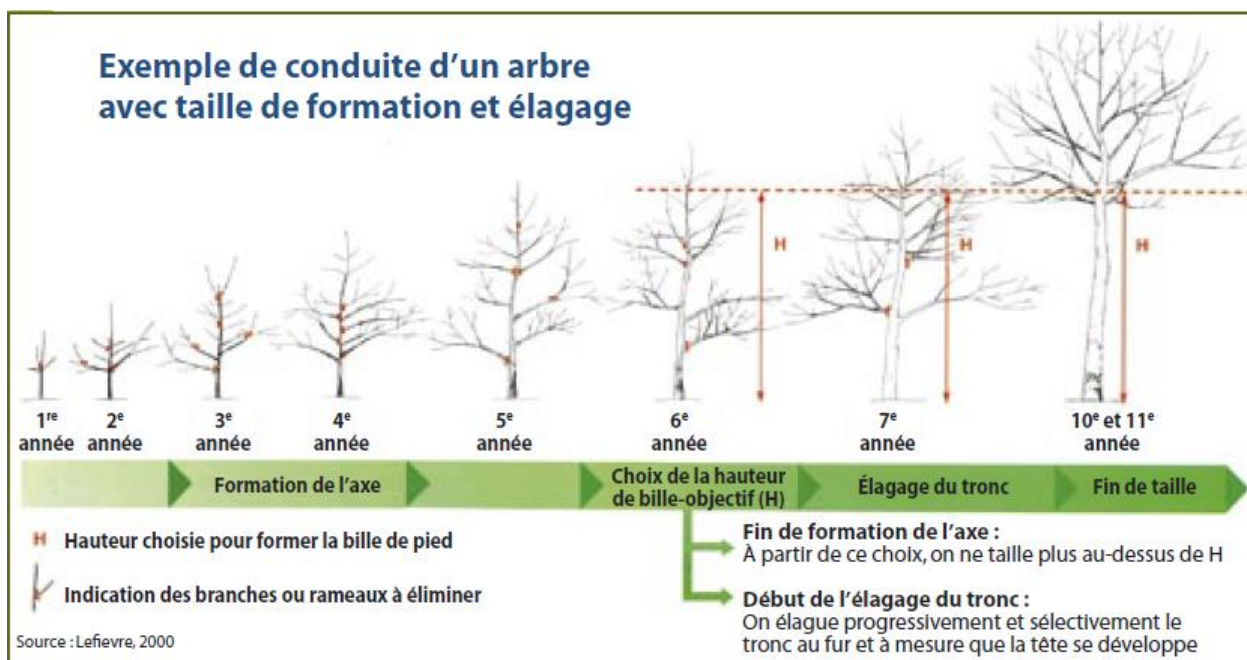 Exemple de conduite d'un arbre
avec taille de formation et élagage
H
H
H
1re année
2e année
3e année
4e année
5e année
6e année
7e année
10e et 11e année
Formation de l'axe
Choix de la hauteur
de bille-objectif (H)
Élagage du tronc
Fin de taille
H Hauteur choisie pour former la bille de pied
Indication des branches ou rameaux à éliminer
Fin de formation de l'axe :
À partir de ce choix, on ne taille plus au-dessus de H
Début de l'élagage du tronc :
On élague progressivement et sélectivement le
tronc au fur et à mesure que la tête se développe
Source : Lefievre, 2000